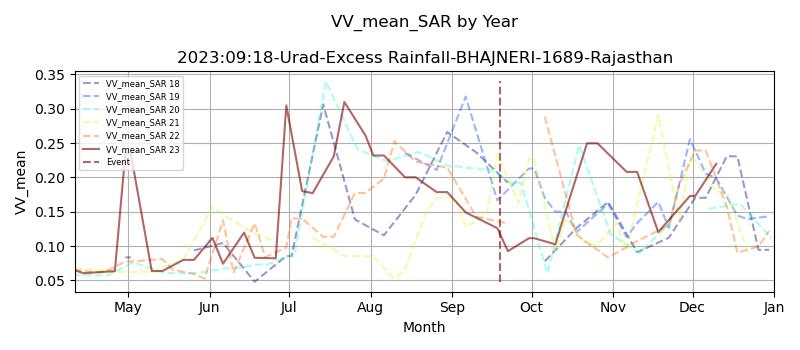 VV_mean_SAR by Year
2023:09:18-Urad-Excess Rainfall-BHAJNERI-1689-Rajasthan
0.35
0.30
0.25
0.20
0.15
0.10
0.05
VV_mean
VV_mean_SAR 18
VV_mean_SAR 19
VV_mean_SAR 20
VV_mean_SAR 21
VV_mean_SAR 22
VV_mean_SAR 23
Event
May Jun Jul Aug Sep Oct Nov Dec Jan
Month